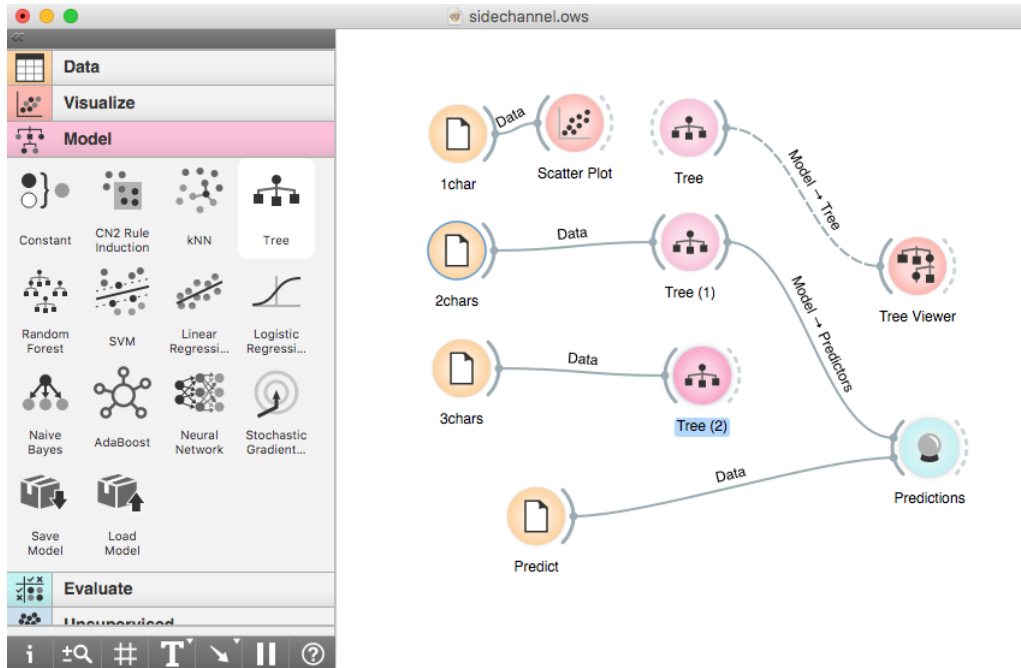 sidechannel.ows
Data
Visualize
Model
Constant
CN2 Rule
Induction
kNN
Tree
Random
Forest
SVM
Linear
Regressi...
Logistic
Regressi...
Naive
Bayes
AdaBoost
Neural
Network
Stochastic
Gradient...
Save
Model
Load
Model
Evaluate
Unsupervised
i
T
?
Data
1char
Scatter Plot
Tree
Model → Tree
Data
2chars
Tree (1)
Tree Viewer
Model → Predictors
Data
3chars
Tree (2)
Data
Predictions
Predict